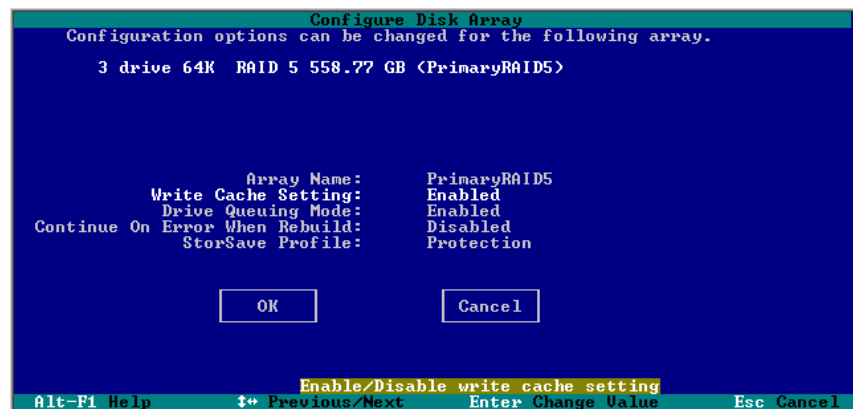 Configure Disk Array
Configuration options can be changed for the following array.
3 drive 64K RAID 5 558.77 GB (PrimaryRAID5)
Array Name: PrimaryRAID5
Write Cache Setting: Enabled
Drive Queuing Mode: Enabled
Continue On Error When Rebuild: Disabled
StorSave Profile: Protection
OK Cancel
Enable/Disable write cache setting
Alt-F1 Help ↕↔ Previous/Next Enter Change Value Esc Cancel